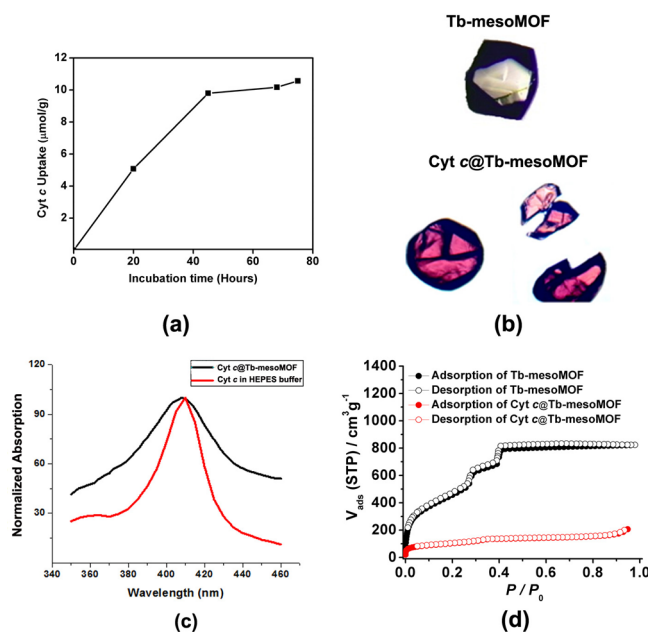 12
10
8
6
4
2
0
20
40
60
80
Cyt c Uptake (μmol/g)
Incubation time (Hours)
(a)
Tb-mesoMOF
Cyt c@Tb-mesoMOF
(b)
120
90
60
30
340
360
380
400
420
440
460
480
Normalized Absorption
Wavelength (nm)
Cyt c@Tb-mesoMOF
Cyt c in HEPES buffer
(c)
1400
1200
1000
800
600
400
200
0
0.0
0.2
0.4
0.6
0.8
1.0
Vads (STP) / cm3 g-1
P / P0
Adsorption of Tb-mesoMOF
Desorption of Tb-mesoMOF
Adsorption of Cyt c@Tb-mesoMOF
Desorption of Cyt c@Tb-mesoMOF
(d)